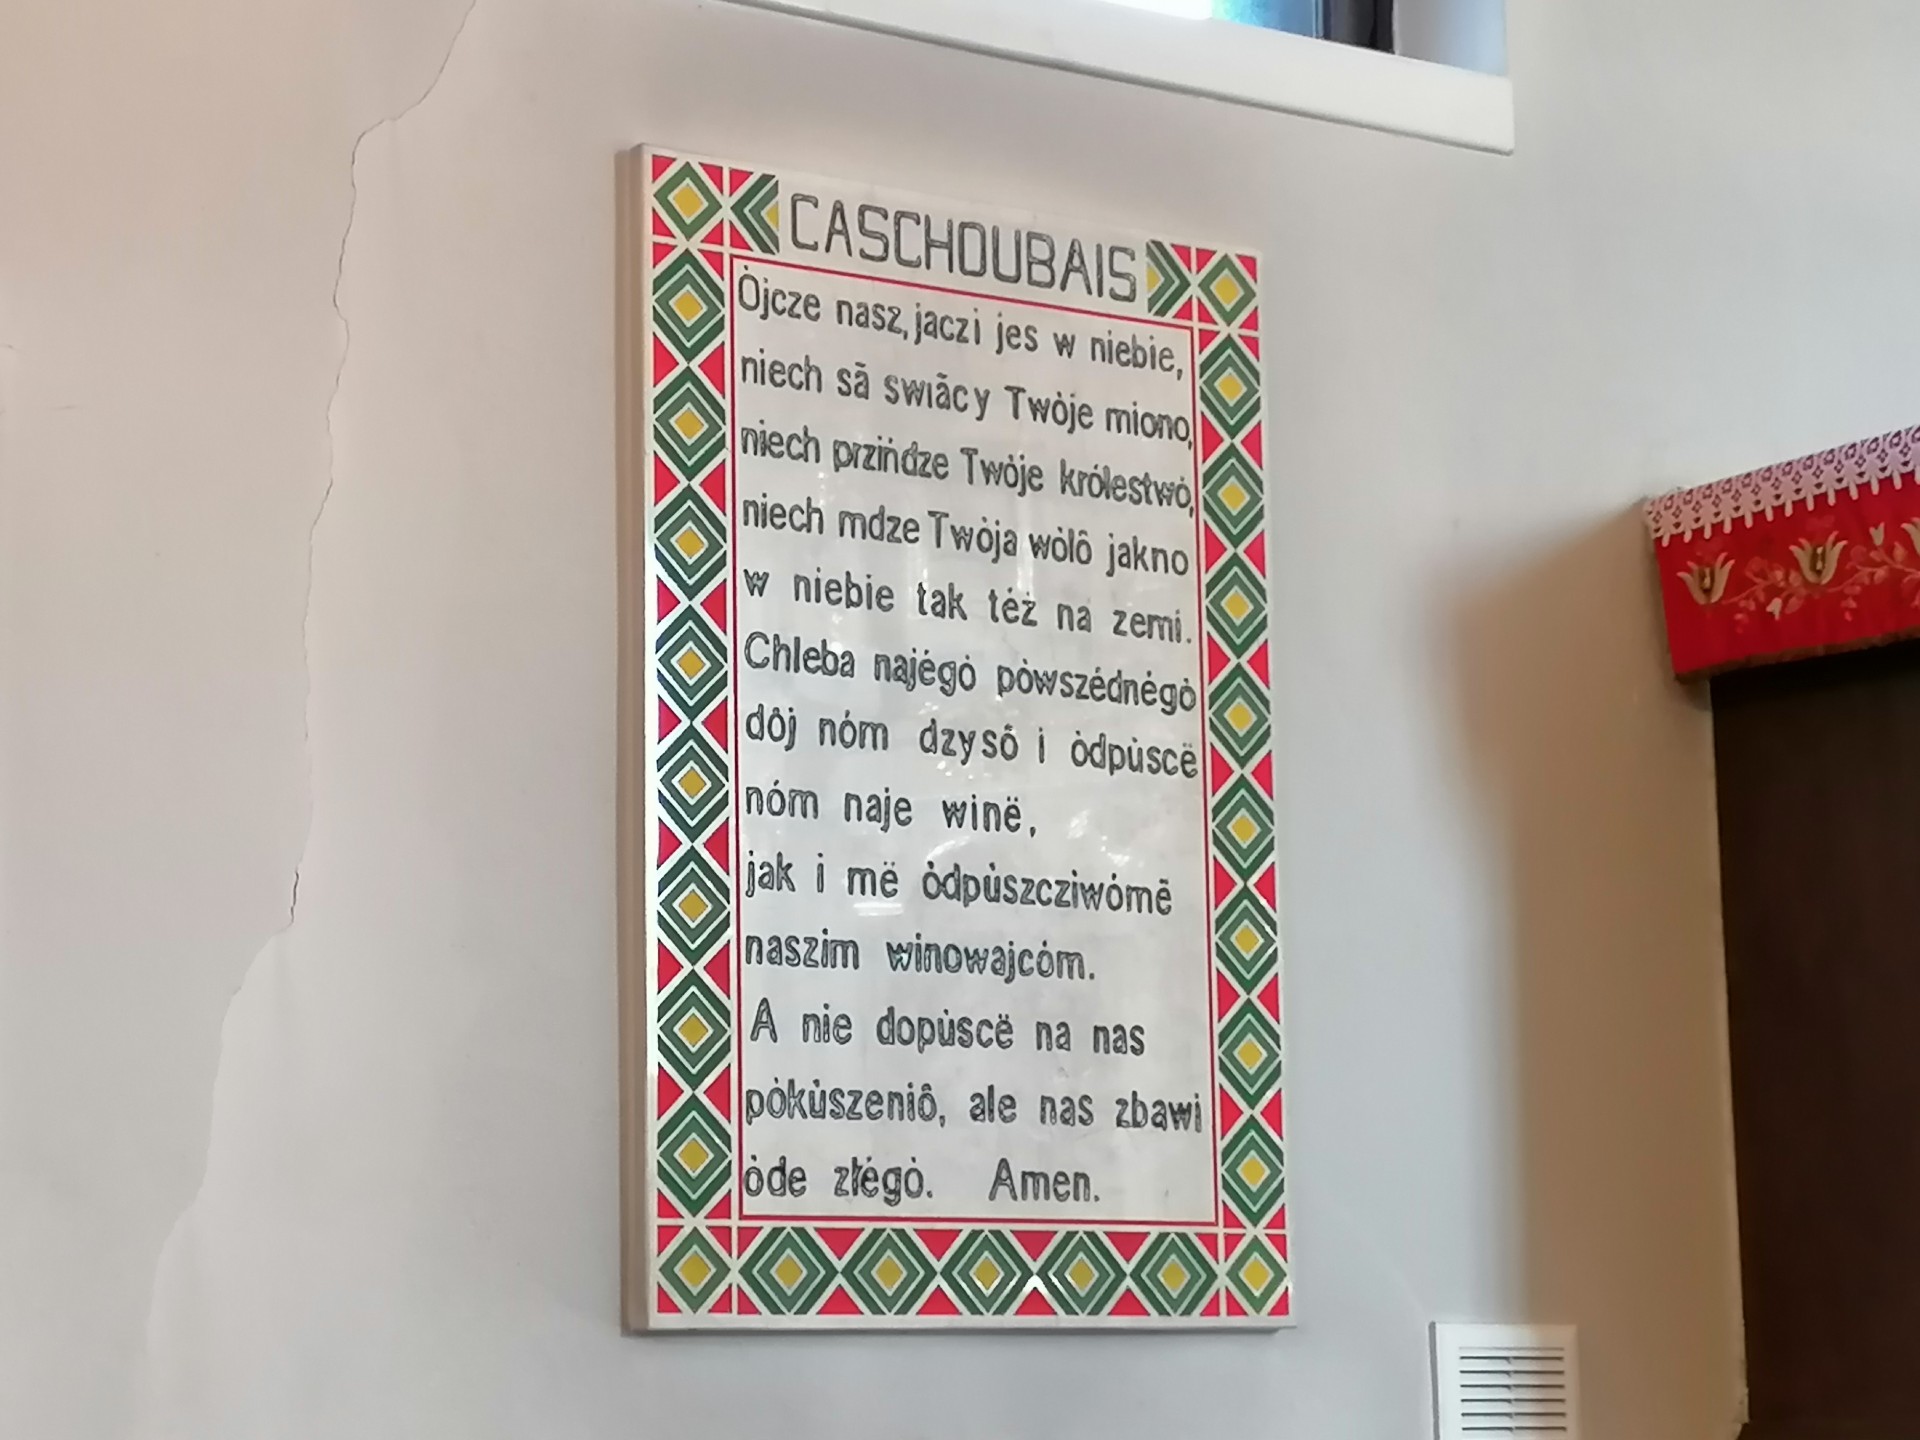 CASCHOUBAIS
Òjcze nasz, jaczi jes w niebie,
niech sã swiãcy Twòje miono,
niech przińdze Twòje królestwò,
niech mdze Twòja wòlô jakno
w niebie tak téż na zemi.
Chleba najégò pòwszédnégò
dôj nóm dzysô i òdpùscë
nóm naje winë,
jak i më òdpùszcziwómë
naszim winowajcóm.
A nie dopùscë na nas
pòkùszeniô, ale nas zbawi
òde złégò. Amen.